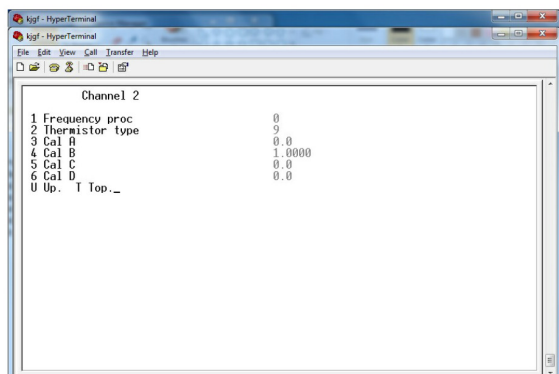 kjgf - HyperTerminal
kjgf - HyperTerminal
File Edit View Call Transfer Help
Channel 2
1 Frequency proc 0
2 Thermistor type 9
3 Cal A 0.0
4 Cal B 1.0000
5 Cal C 0.0
6 Cal D 0.0
U Up. T Top._